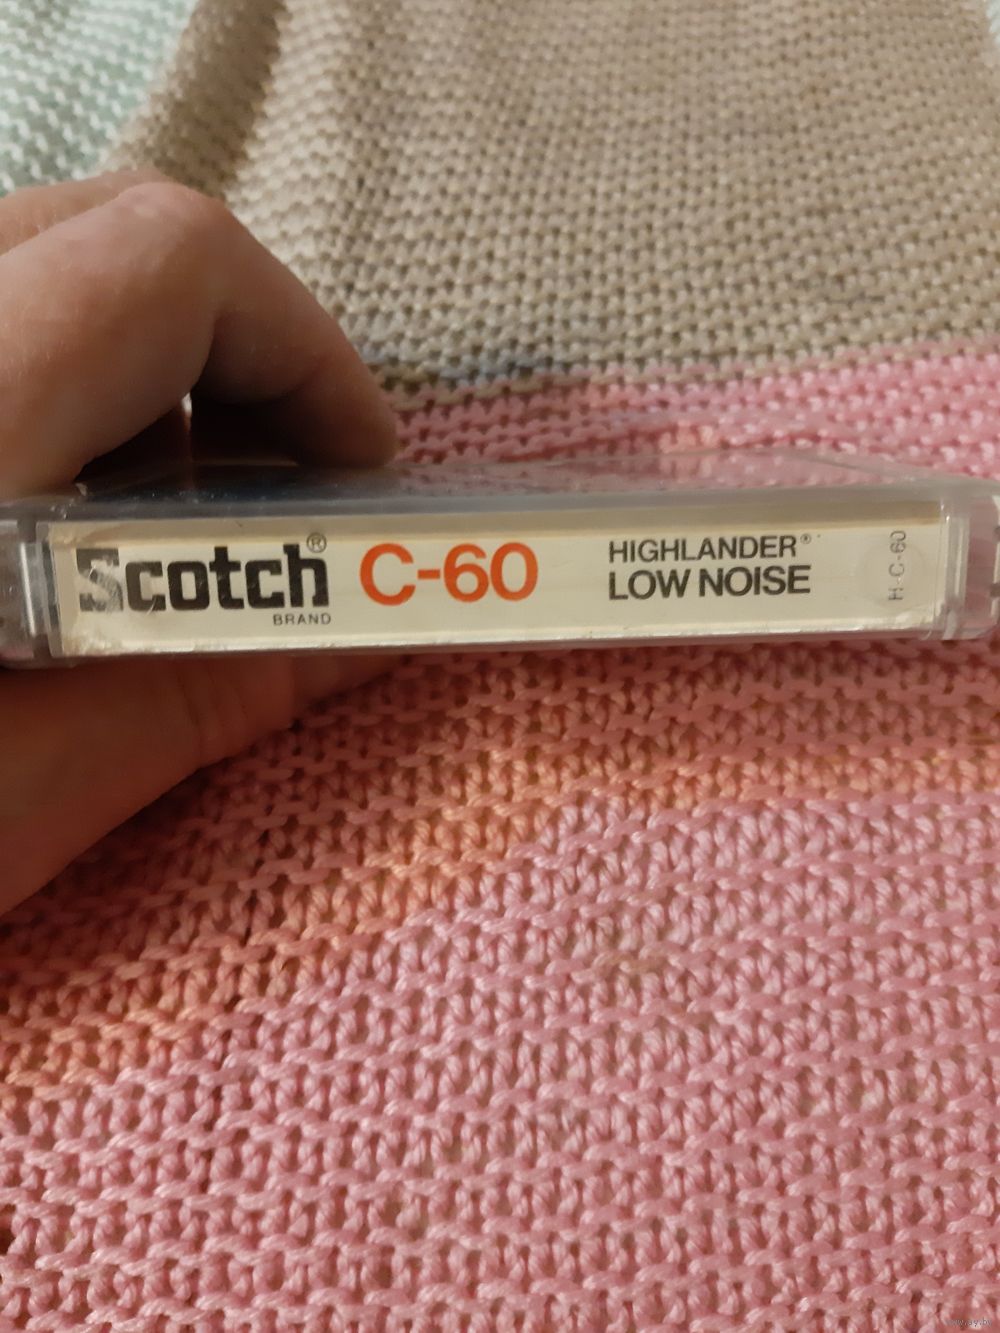 Scotch®
BRAND
C-60
HIGHLANDER®
LOW NOISE
H-C-60